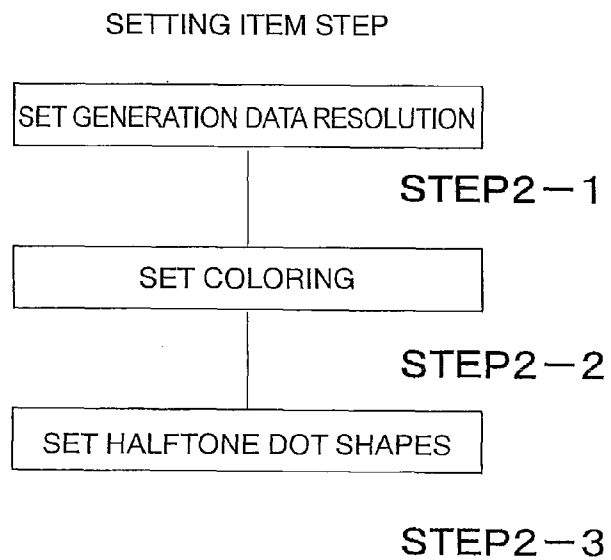 SETTING ITEM STEP
SET GENERATION DATA RESOLUTION
STEP2-1
SET COLORING
STEP2-2
SET HALFTONE DOT SHAPES
STEP2-3